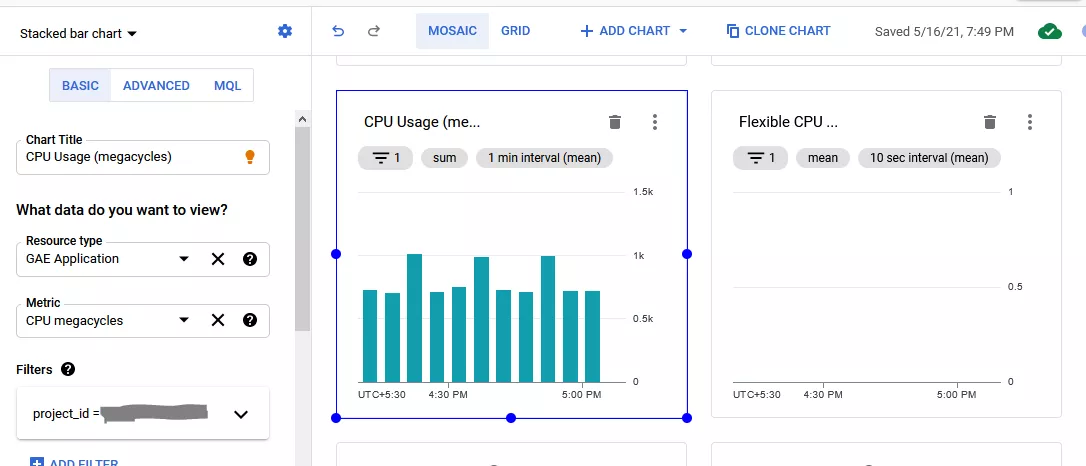 Stacked bar chart
BASIC ADVANCED MQL
Chart Title
CPU Usage (megacycles)
What data do you want to view?
Resource type
GAE Application
Metric
CPU megacycles
Filters
project_id =
ADD FILTER
MOSAIC GRID ADD CHART CLONE CHART Saved 5/16/21, 7:49 PM
CPU Usage (me...
1 sum 1 min interval (mean)
1.5k
1k
0.5k
0
UTC+5:30 4:30 PM 5:00 PM
Flexible CPU ...
1 mean 10 sec interval (mean)
1
0.5
0
UTC+5:30 4:30 PM 5:00 PM